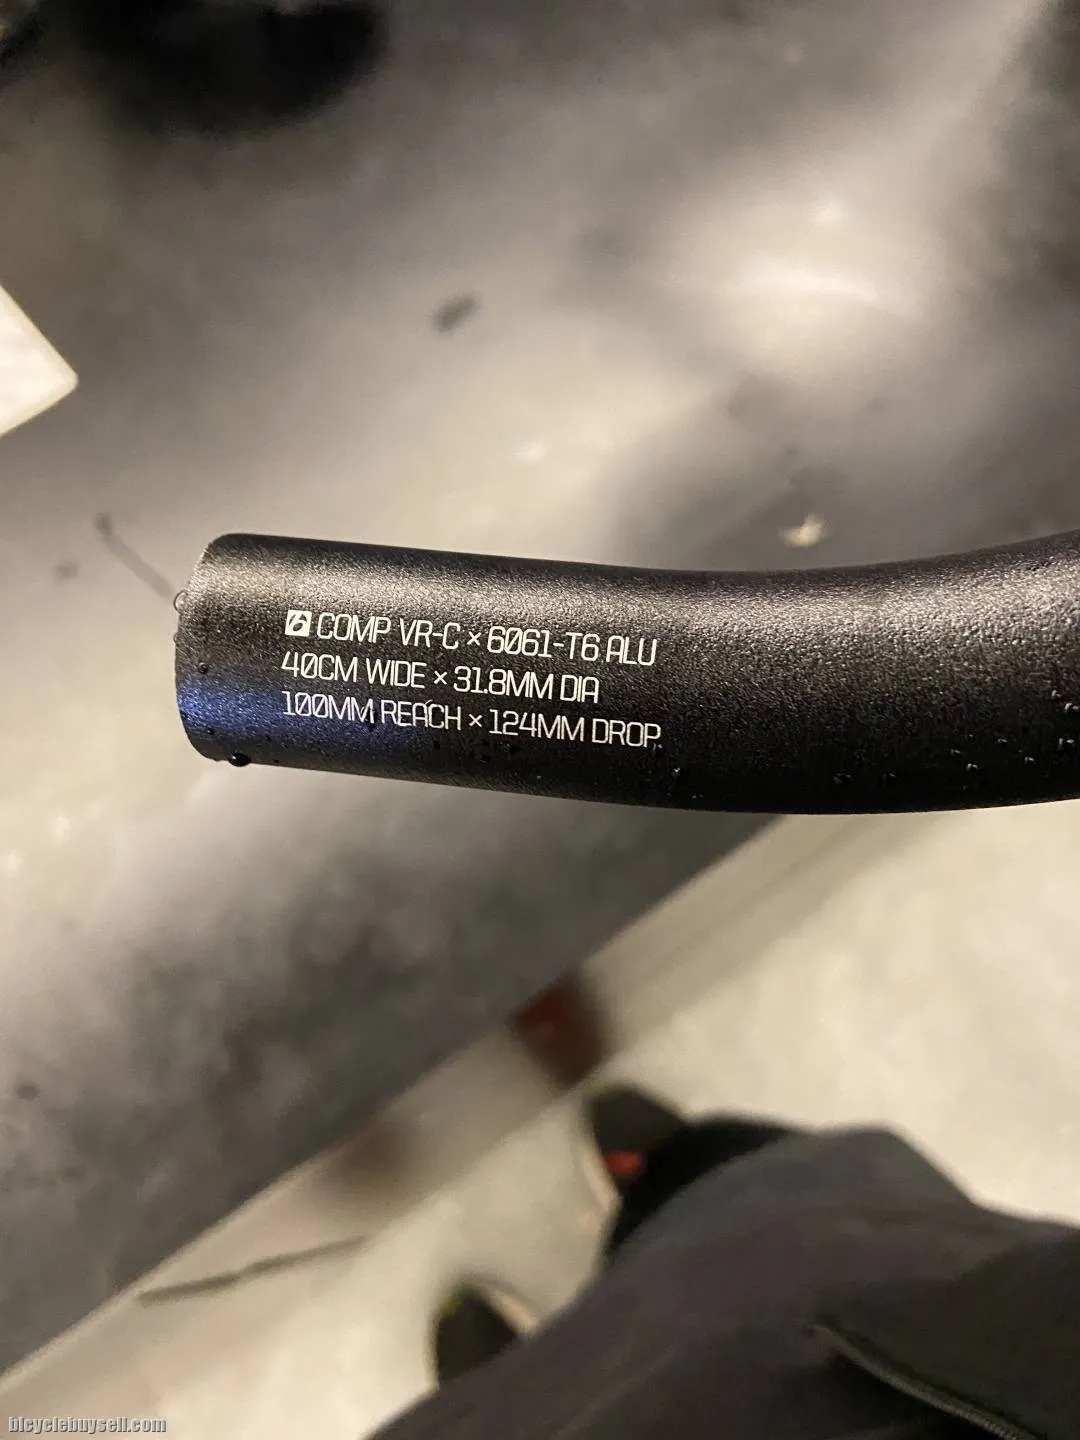 COMP VR-C × 6061-T6 ALU
40CM WIDE × 31.8MM DIA
100MM REACH × 124MM DROP
bicyclebuysell.com